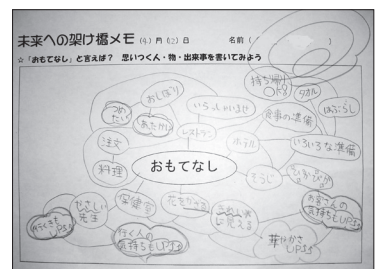 未来への架け橋メモ (9) 月 (12) 日 名前 (
☆「おもてなし」と言えば? 思いつく人・物・出来事を書いてみよう
持ち帰り
OK!!
タオル
はぶらし
おしぼり
つめたい
あたたかい
いらっしゃいませ
食事の準備
注文
レストラン
ホテル
いろいろな準備
料理
おもてなし
そうじ
やさしい
先生
保健室
花をかざる
きれいに
見える
お客さんの
気持ちUP!!
行く人の
気持ちもUP!!
華やかさ
UP!!